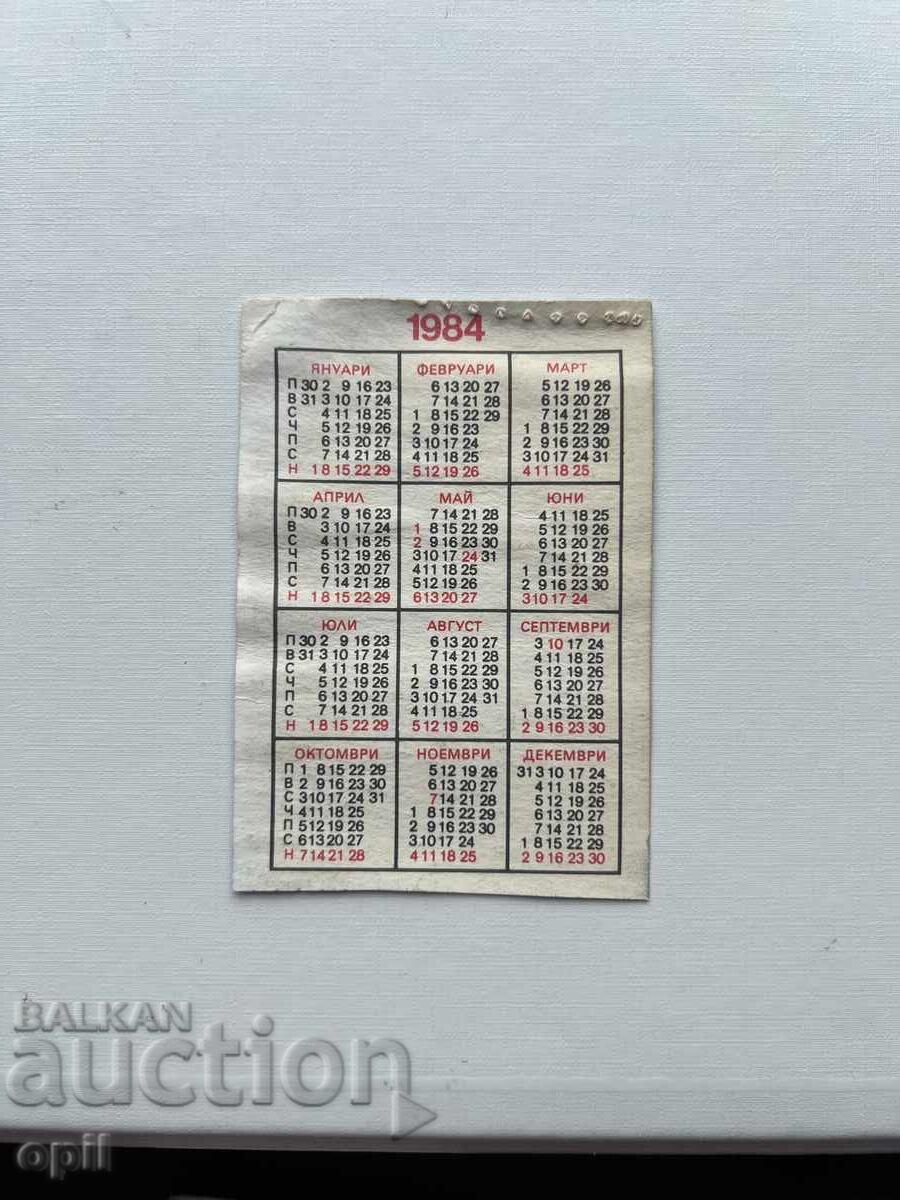 1984
ЯНУАРИ
П 30 2 9 16 23
В 31 3 10 17 24
С 4 11 18 25
Ч 5 12 19 26
П 6 13 20 27
С 7 14 21 28
Н 1 8 15 22 29
ФЕВРУАРИ
6 13 20 27
7 14 21 28
1 8 15 22 29
2 9 16 23
3 10 17 24
4 11 18 25
5 12 19 26
МАРТ
5 12 19 26
6 13 20 27
7 14 21 28
1 8 15 22 29
2 9 16 23 30
3 10 17 24 31
4 11 18 25
АПРИЛ
П 30 2 9 16 23
В 3 10 17 24
С 4 11 18 25
Ч 5 12 19 26
П 6 13 20 27
С 7 14 21 28
Н 1 8 15 22 29
МАЙ
7 14 21 28
1 8 15 22 29
2 9 16 23 30
3 10 17 24 31
4 11 18 25
5 12 19 26
6 13 20 27
ЮНИ
4 11 18 25
5 12 19 26
6 13 20 27
7 14 21 28
1 8 15 22 29
2 9 16 23 30
3 10 17 24
ЮЛИ
П 30 2 9 16 23
В 31 3 10 17 24
С 4 11 18 25
Ч 5 12 19 26
П 6 13 20 27
С 7 14 21 28
Н 1 8 15 22 29
АВГУСТ
6 13 20 27
7 14 21 28
1 8 15 22 29
2 9 16 23 30
3 10 17 24 31
4 11 18 25
5 12 19 26
СЕПТЕМВРИ
3 10 17 24
4 11 18 25
5 12 19 26
6 13 20 27
7 14 21 28
1 8 15 22 29
2 9 16 23 30
ОКТОМВРИ
П 1 8 15 22 29
В 2 9 16 23 30
С 3 10 17 24 31
Ч 4 11 18 25
П 5 12 19 26
С 6 13 20 27
Н 7 14 21 28
НОЕМВРИ
5 12 19 26
6 13 20 27
7 14 21 28
1 8 15 22 29
2 9 16 23 30
3 10 17 24
4 11 18 25
ДЕКЕМВРИ
31 3 10 17 24
4 11 18 25
5 12 19 26
6 13 20 27
7 14 21 28
1 8 15 22 29
2 9 16 23 30
BALKAN
auction
opil